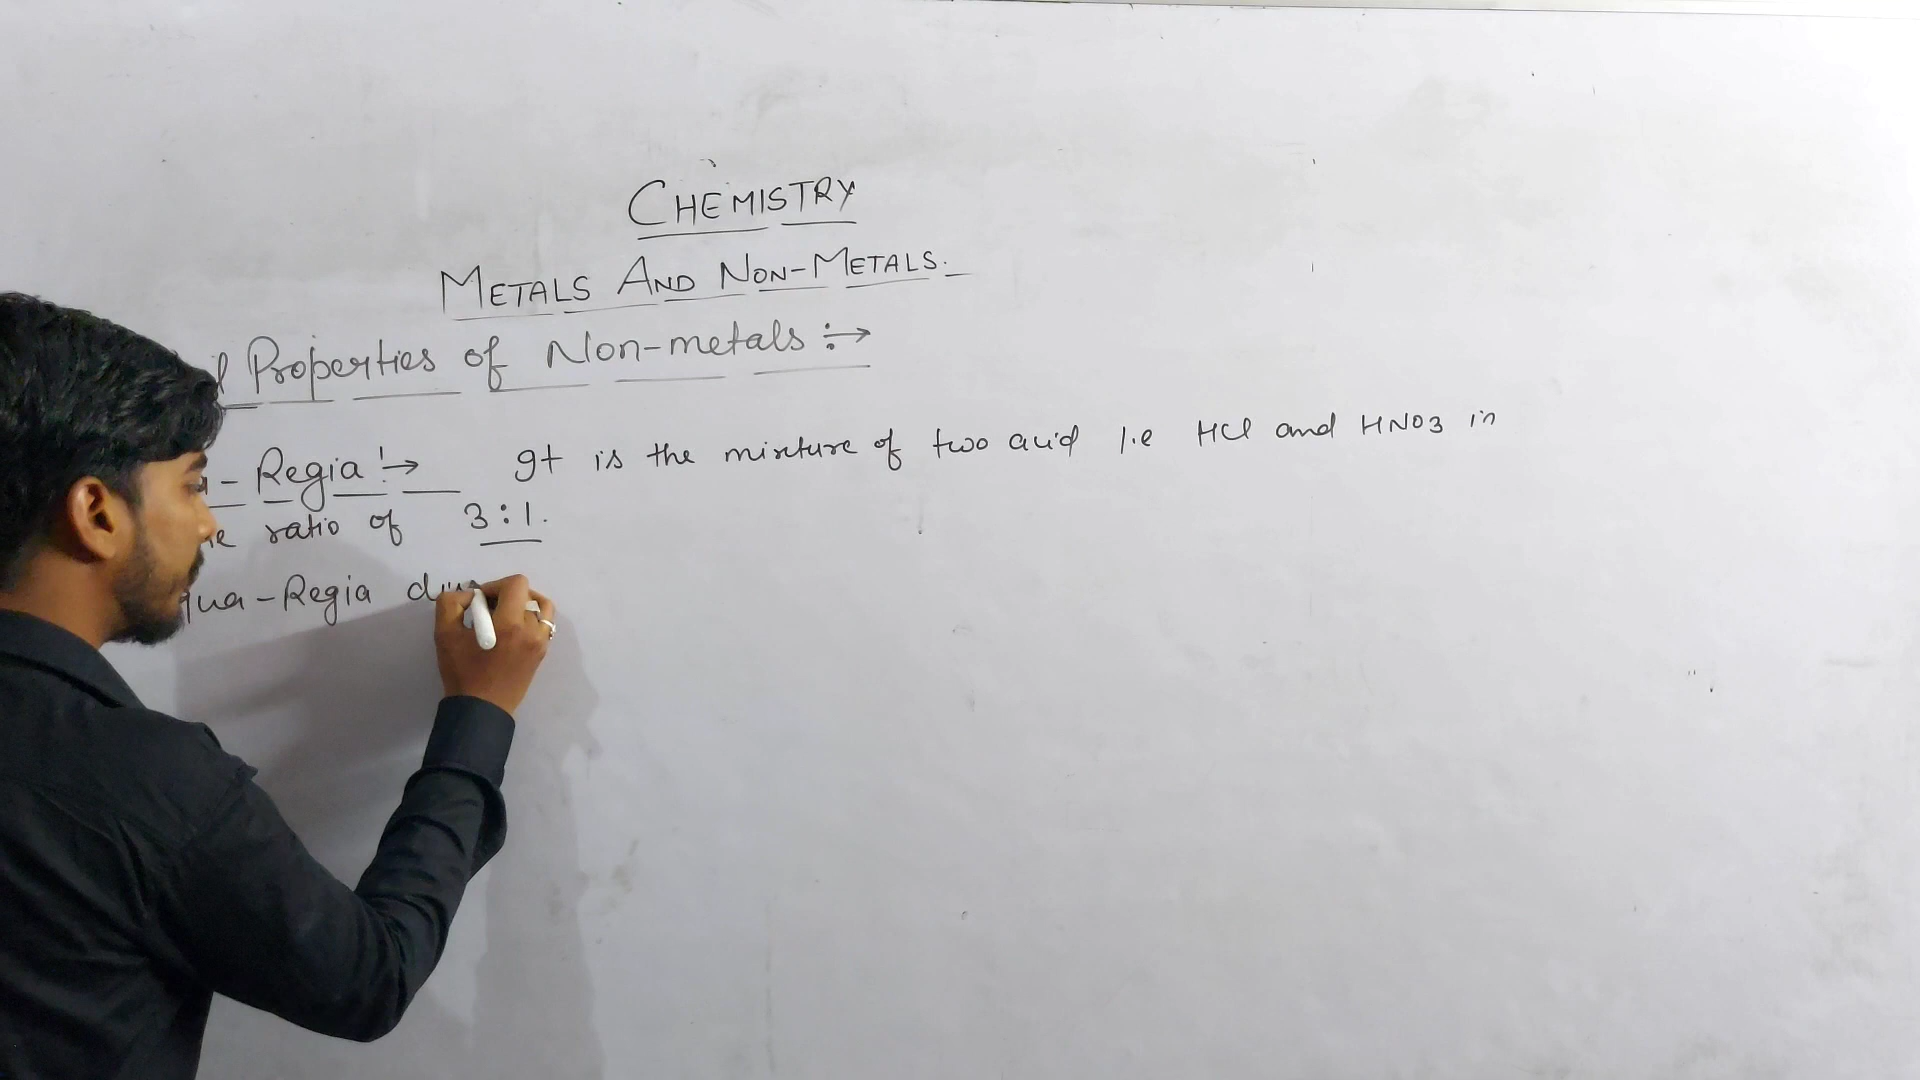 CHEMISTRY
METALS AND NON-METALS.
Properties of Non-metals :→
- Regia :→ It is the mixture of two acid i.e HCl and HNO3 in
ratio of 3:1.
-Regia